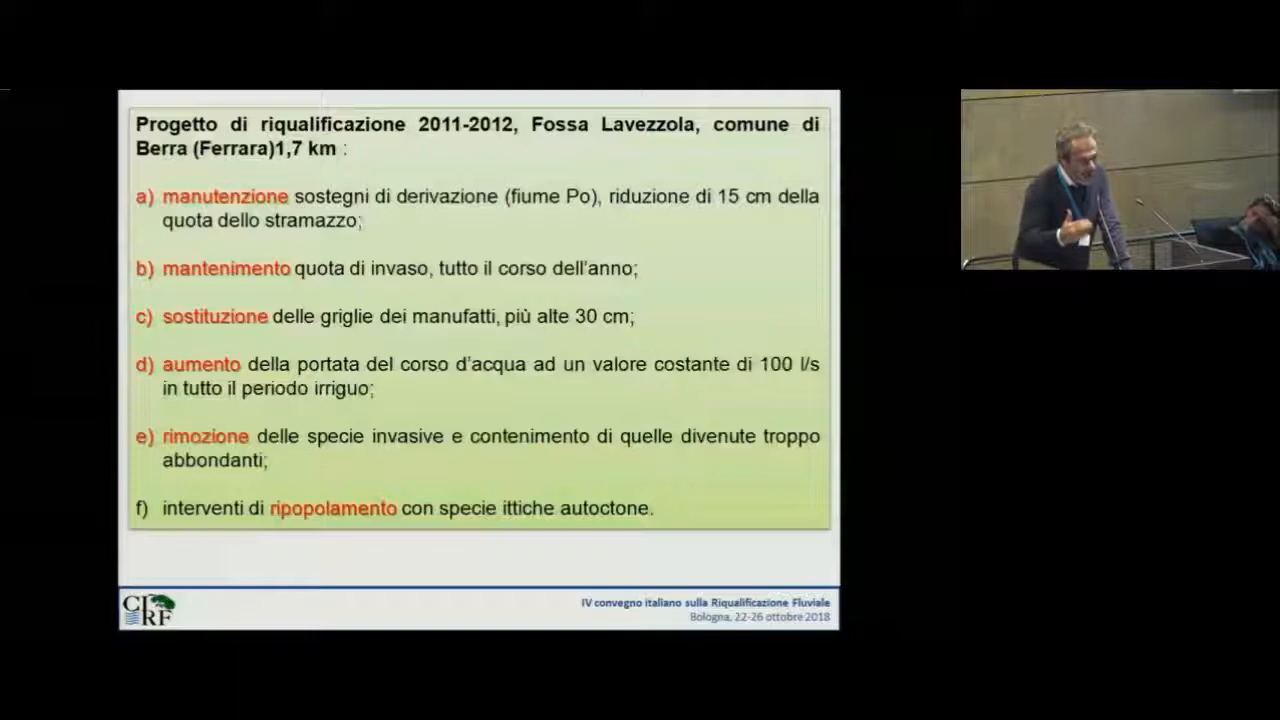 Progetto di riqualificazione 2011-2012, Fossa Lavezzola, comune di
Berra (Ferrara)1,7 km :
a) manutenzione sostegni di derivazione (fiume Po), riduzione di 15 cm della
quota dello stramazzo;
b) mantenimento quota di invaso, tutto il corso dell'anno;
c) sostituzione delle griglie dei manufatti, più alte 30 cm;
d) aumento della portata del corso d'acqua ad un valore costante di 100 l/s
in tutto il periodo irriguo;
e) rimozione delle specie invasive e contenimento di quelle divenute troppo
abbondanti;
f) interventi di ripopolamento con specie ittiche autoctone.
CIRF
IV convegno italiano sulla Riqualificazione Fluviale
Bologna, 22-26 ottobre 2018